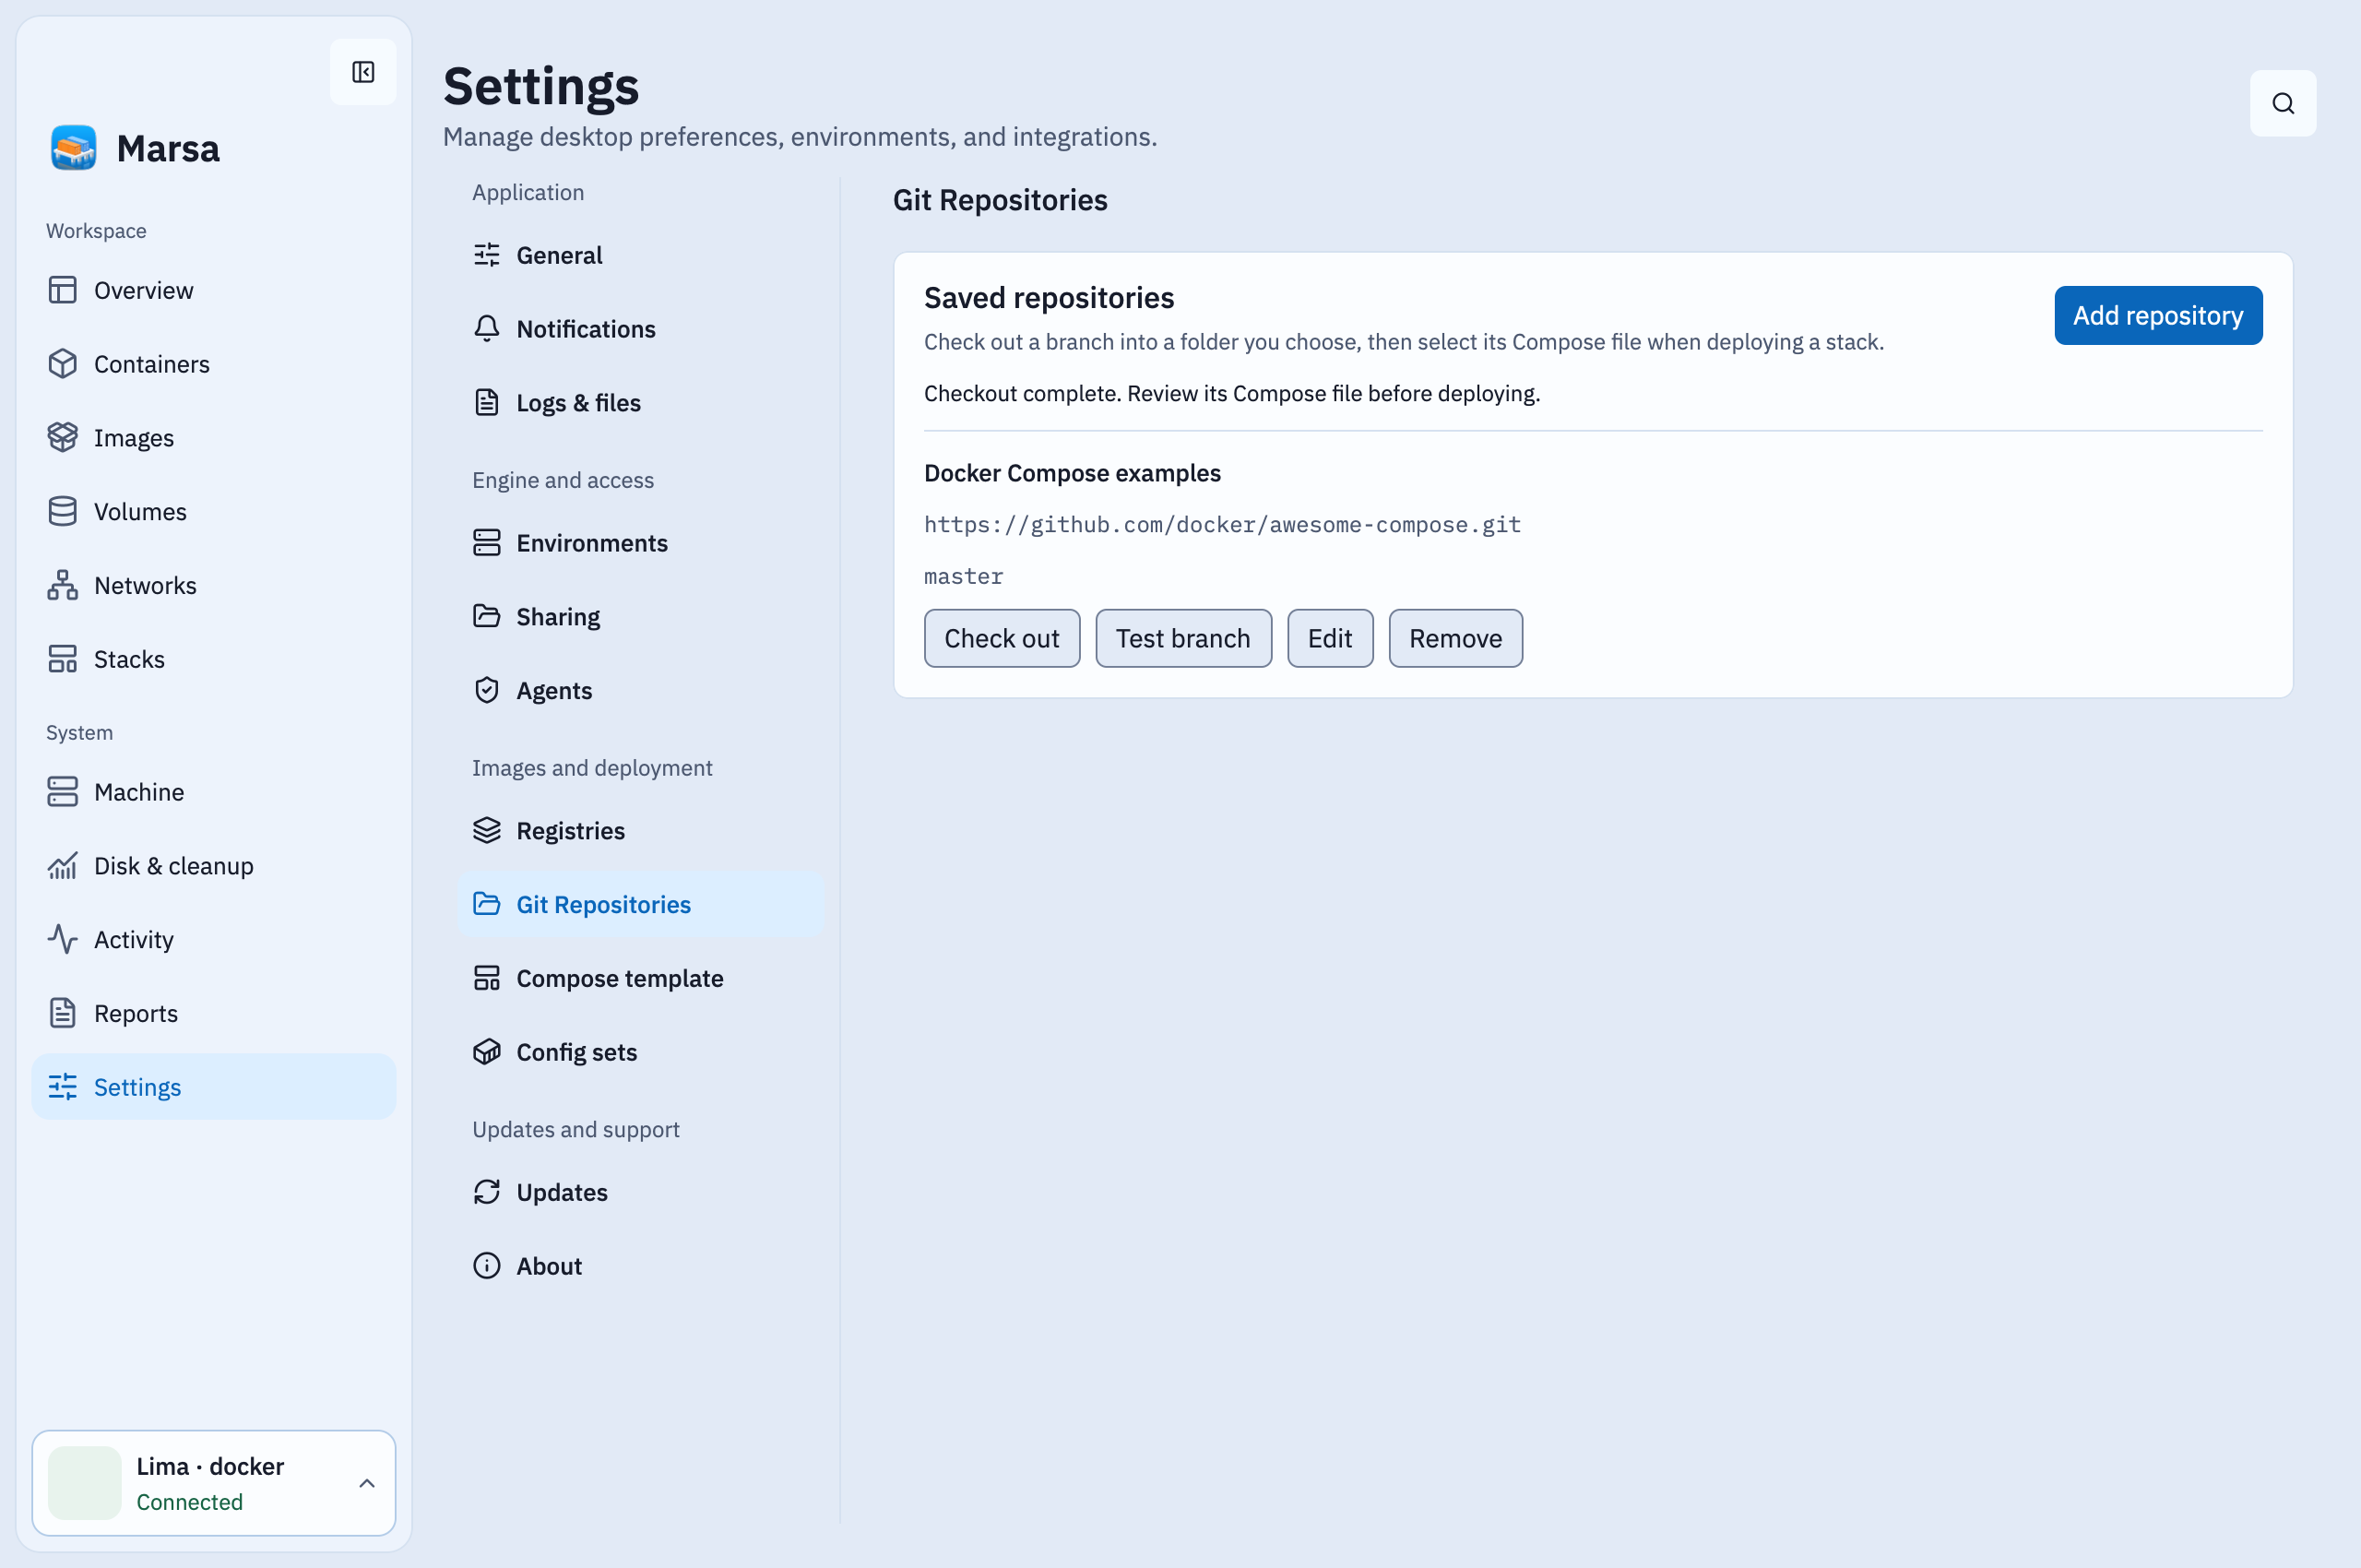 Marsa
Workspace
Overview
Containers
Images
Volumes
Networks
Stacks
System
Machine
Disk & cleanup
Activity
Reports
Settings
Lima · docker
Connected
Settings
Manage desktop preferences, environments, and integrations.
Application
General
Notifications
Logs & files
Engine and access
Environments
Sharing
Agents
Images and deployment
Registries
Git Repositories
Compose template
Config sets
Updates and support
Updates
About
Git Repositories
Saved repositories
Add repository
Check out a branch into a folder you choose, then select its Compose file when deploying a stack.
Checkout complete. Review its Compose file before deploying.
Docker Compose examples
https://github.com/docker/awesome-compose.git
master
Check out Test branch Edit Remove